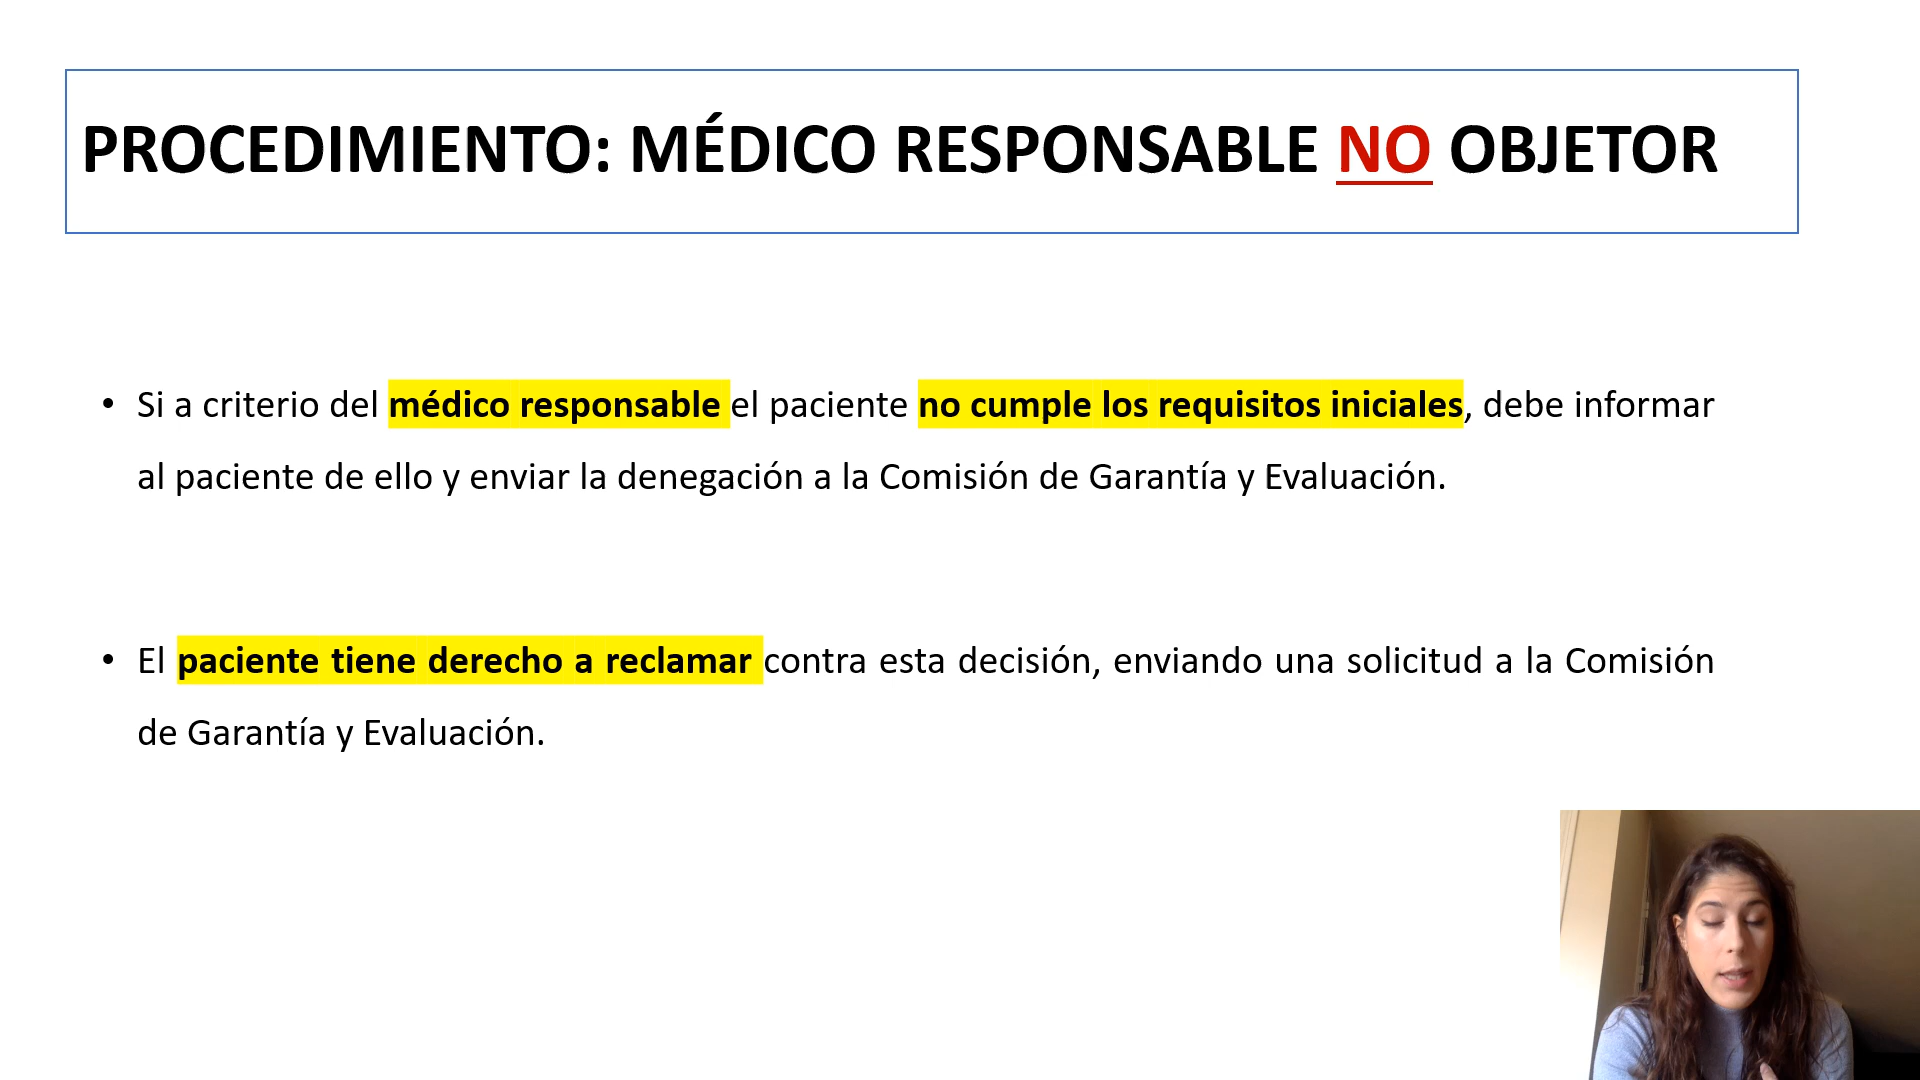 PROCEDIMIENTO: MÉDICO RESPONSABLE NO OBJETOR
• Si a criterio del médico responsable el paciente no cumple los requisitos iniciales, debe informar
al paciente de ello y enviar la denegación a la Comisión de Garantía y Evaluación.
• El paciente tiene derecho a reclamar contra esta decisión, enviando una solicitud a la Comisión
de Garantía y Evaluación.